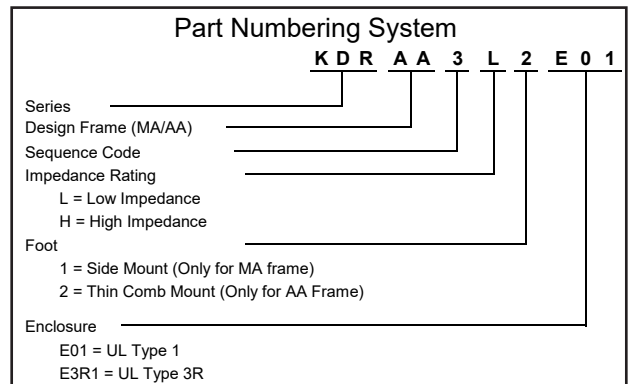 Part Numbering System
K D R A A 3 L 2 E 0 1
Series
Design Frame (MA/AA)
Sequence Code
Impedance Rating
L = Low Impedance
H = High Impedance
Foot
1 = Side Mount (Only for MA frame)
2 = Thin Comb Mount (Only for AA Frame)
Enclosure
E01 = UL Type 1
E3R1 = UL Type 3R